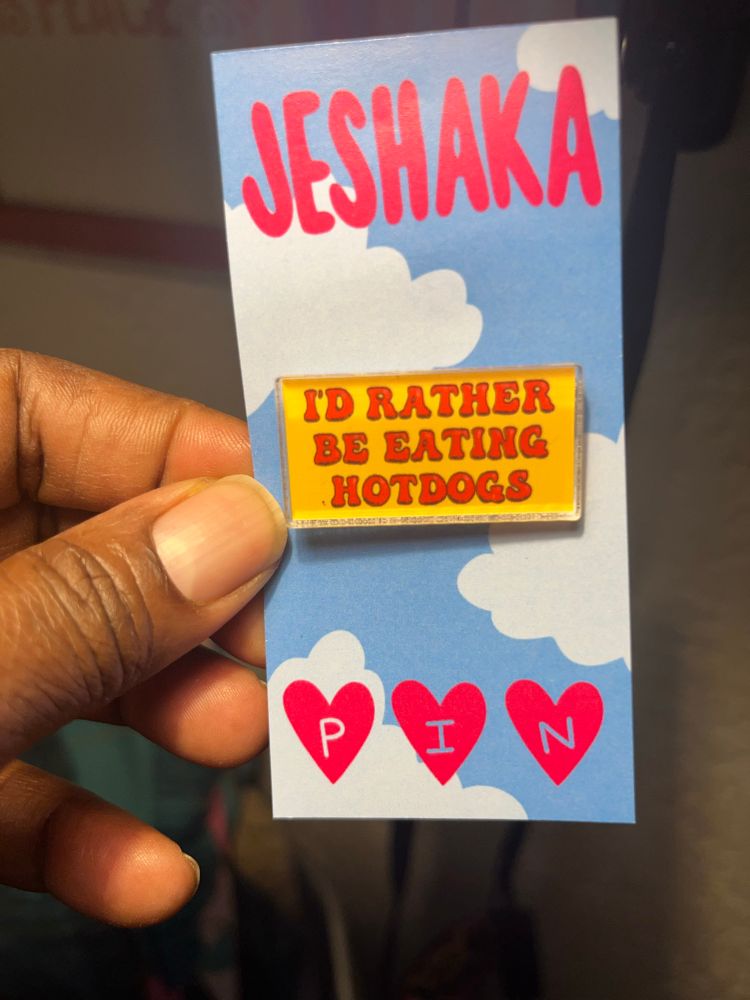 JESHAKA
I'D RATHER
BE EATING
HOTDOGS
P I N